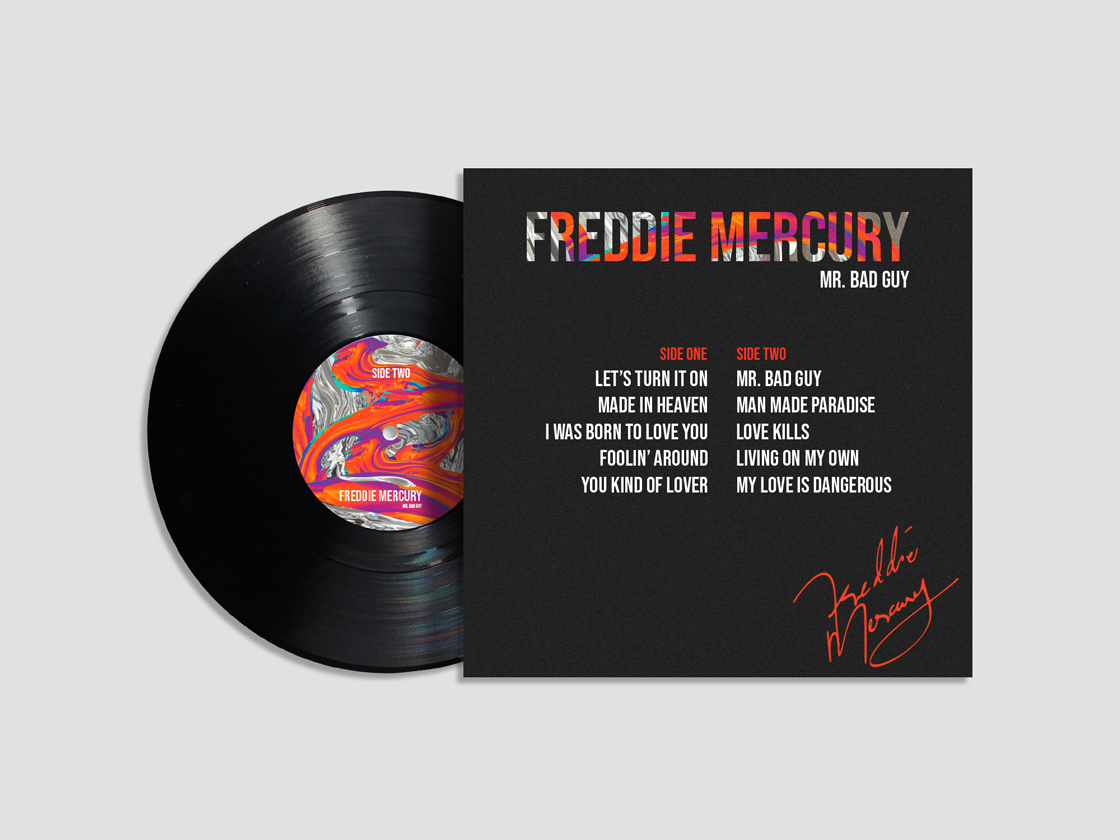 SIDE TWO
FREDDIE MERCURY
MR. BAD GUY
FREDDIE MERCURY
MR. BAD GUY
SIDE ONE
LET'S TURN IT ON
MADE IN HEAVEN
I WAS BORN TO LOVE YOU
FOOLIN' AROUND
YOU KIND OF LOVER
SIDE TWO
MR. BAD GUY
MAN MADE PARADISE
LOVE KILLS
LIVING ON MY OWN
MY LOVE IS DANGEROUS
Freddie
Mercury